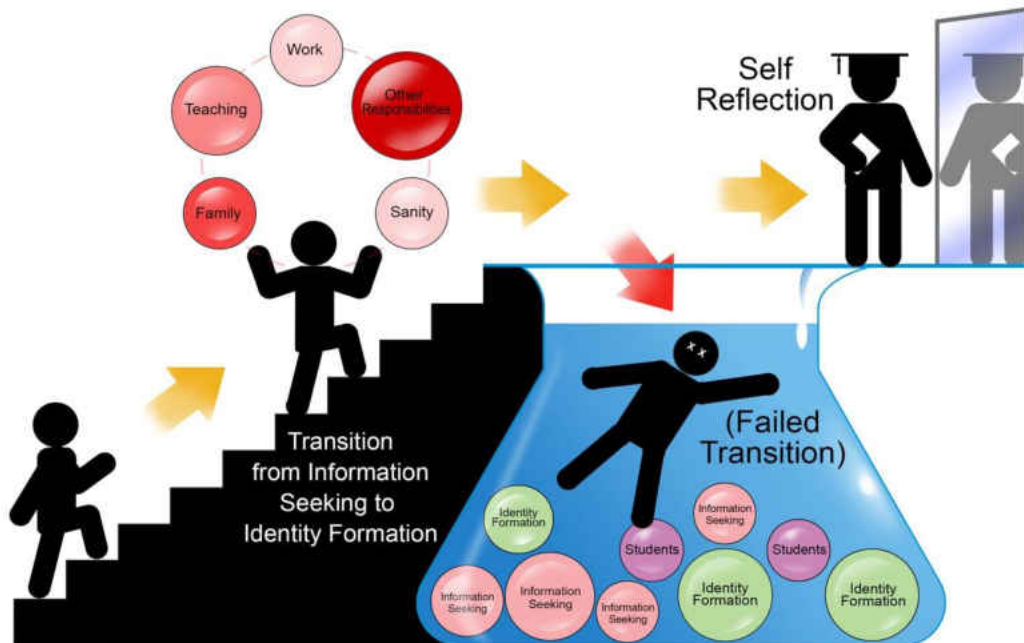 Work
Teaching
Other
Responsibilities
Family
Sanity
Self
Reflection
Transition
from Information
Seeking to
Identity Formation
x x
(Failed
Transition)
Identity
Formation
Information
Seeking
Students
Students
Information
Seeking
Information
Seeking
Information
Seeking
Identity
Formation
Identity
Formation